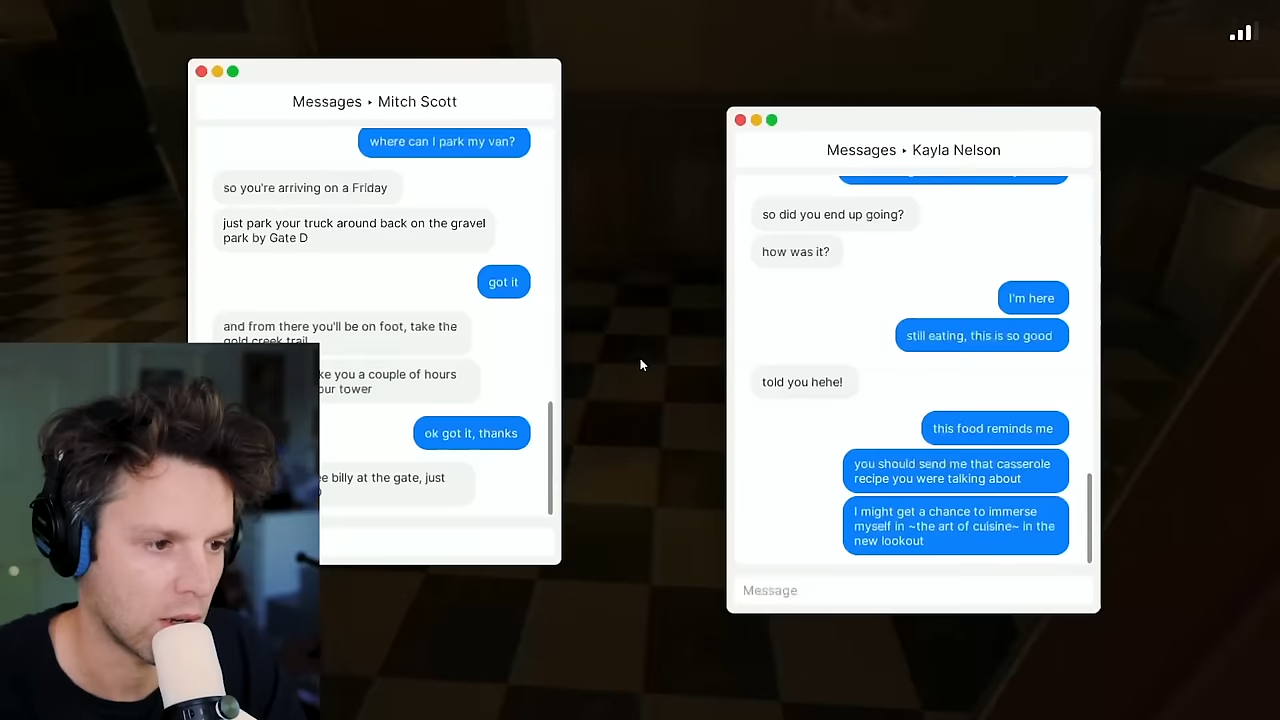 Messages ▸ Mitch Scott
where can I park my van?
so you're arriving on a Friday
just park your truck around back on the gravel
park by Gate D
got it
and from there you'll be on foot, take the
gold creek trail
ke you a couple of hours
our tower
ok got it, thanks
ee billy at the gate, just
Messages ▸ Kayla Nelson
so did you end up going?
how was it?
I'm here
still eating, this is so good
told you hehe!
this food reminds me
you should send me that casserole
recipe you were talking about
I might get a chance to immerse
myself in ~the art of cuisine~ in the
new lookout
Message